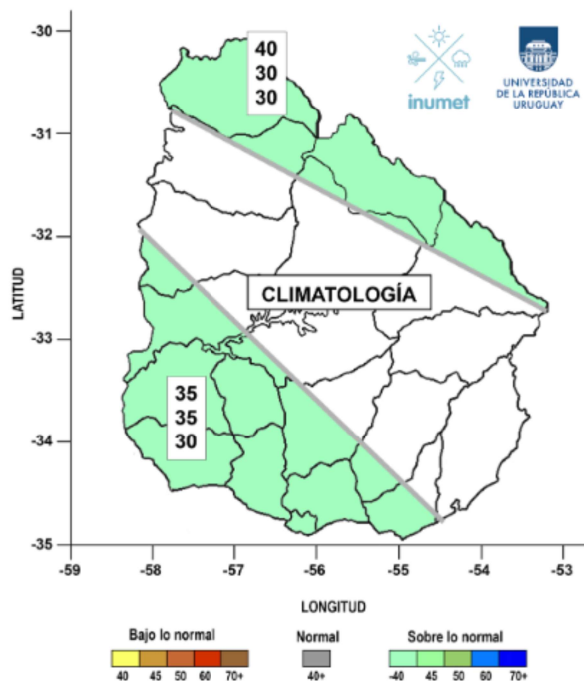 -30
40
30
30
inumet
UNIVERSIDAD
DE LA REPÚBLICA
URUGUAY
-31
-32
LATITUD
CLIMATOLOGÍA
-33
35
35
30
-34
-35
-59 -58 -57 -56 -55 -54 -53
LONGITUD
Bajo lo normal Normal Sobre lo normal
40 45 50 60 70+ 40+ -40 45 50 60 70+